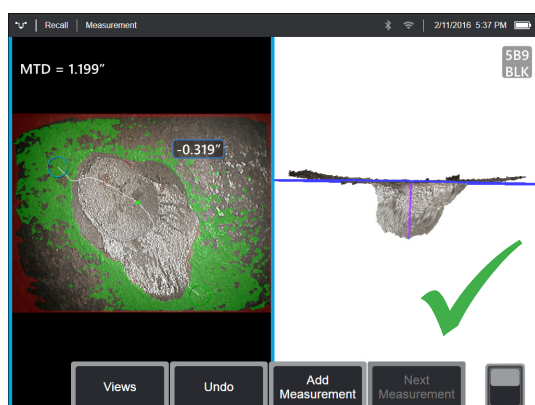 Recall
Measurement
2/11/2016 5:37 PM
MTD = 1.199"
5B9
BLK
-0.319"
Views
Undo
Add
Measurement
Next
Measurement